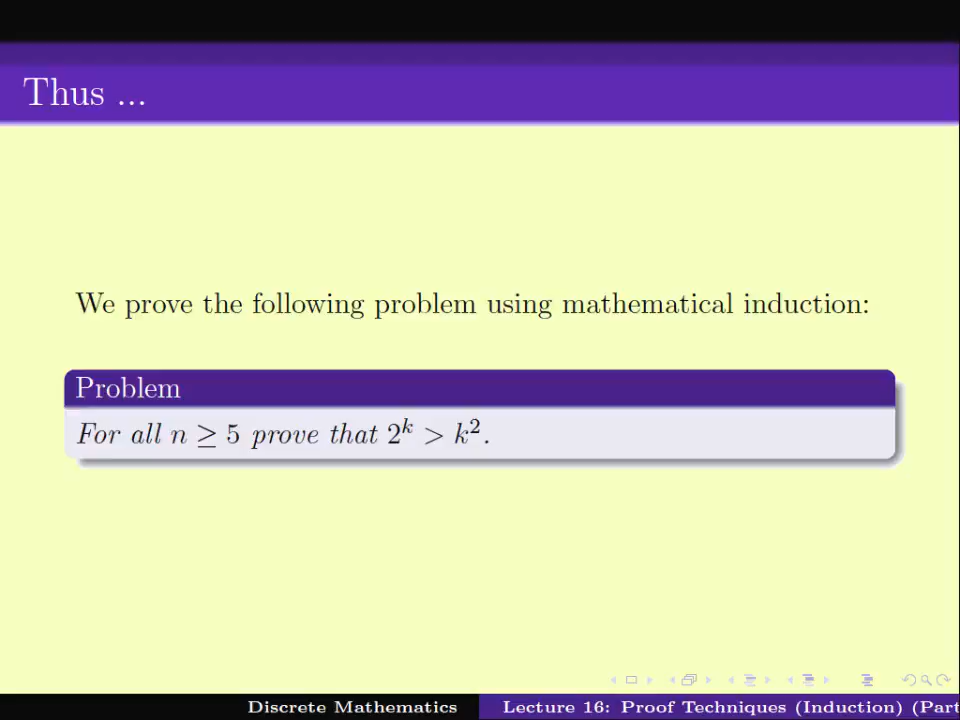 Thus ...
We prove the following problem using mathematical induction:
Problem
For all n ≥ 5 prove that 2^k > k^2.
Discrete Mathematics
Lecture 16: Proof Techniques (Induction) (Part